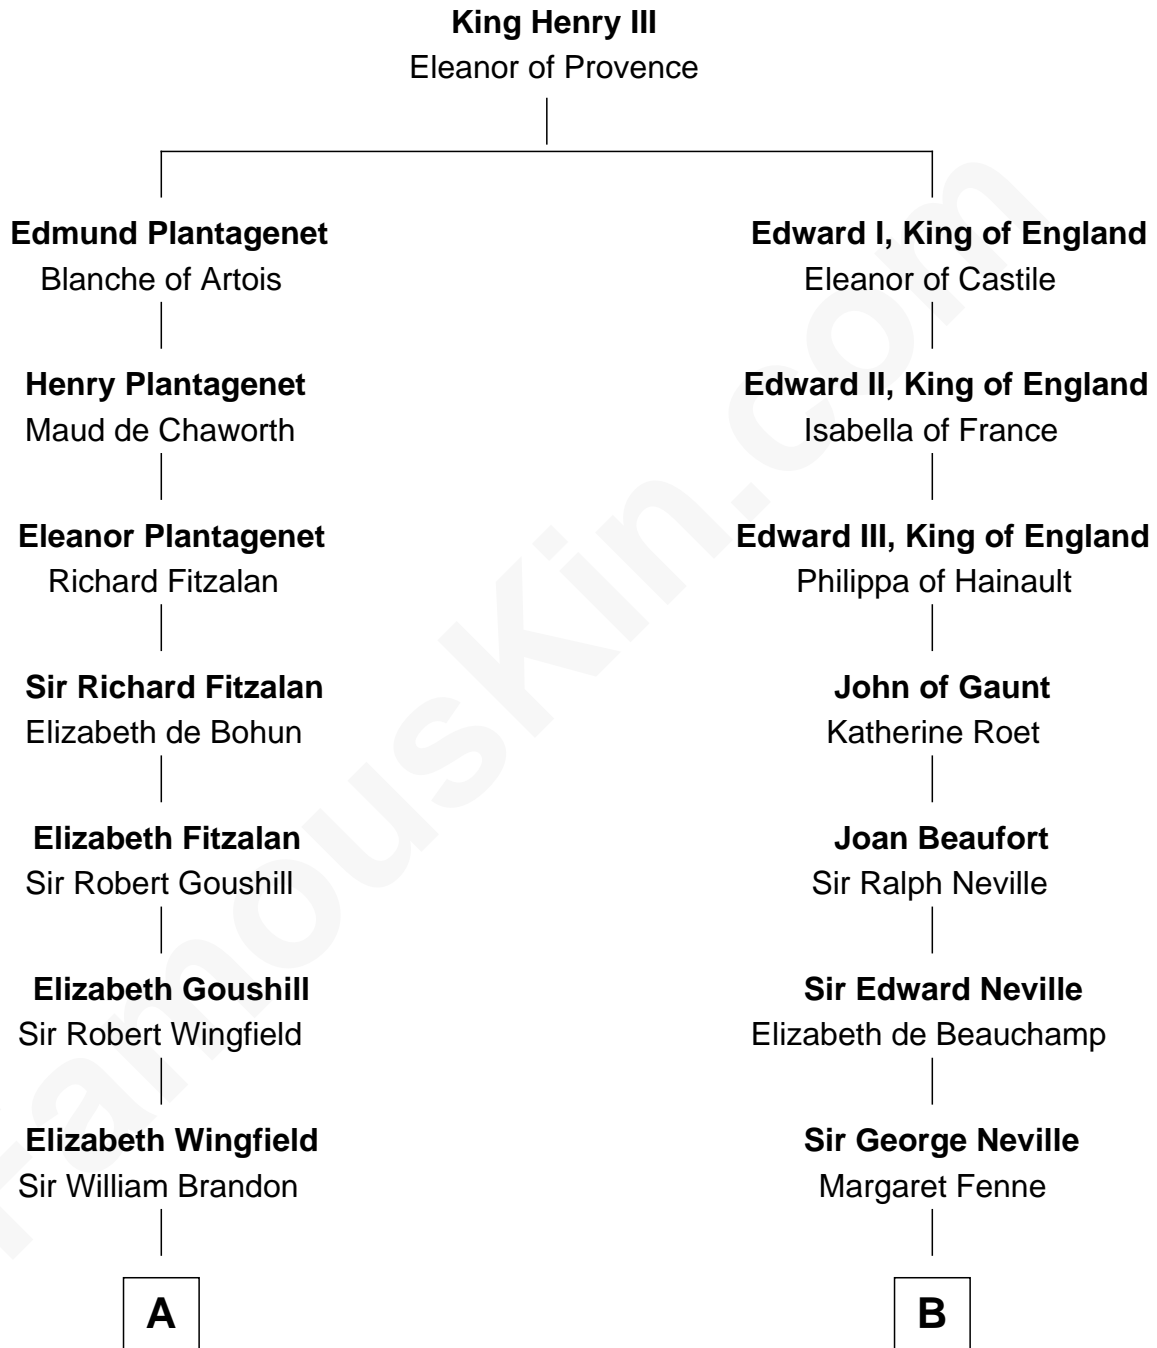 King Henry III
Eleanor of Provence
Edmund Plantagenet
Blanche of Artois
Henry Plantagenet
Maud de Chaworth
Eleanor Plantagenet
Richard Fitzalan
Sir Richard Fitzalan
Elizabeth de Bohun
Elizabeth Fitzalan
Sir Robert Goushill
Elizabeth Goushill
Sir Robert Wingfield
Elizabeth Wingfield
Sir William Brandon
A
Edward I, King of England
Eleanor of Castile
Edward II, King of England
Isabella of France
Edward III, King of England
Philippa of Hainault
John of Gaunt
Katherine Roet
Joan Beaufort
Sir Ralph Neville
Sir Edward Neville
Elizabeth de Beauchamp
Sir George Neville
Margaret Fenne
B
FamousKin.com